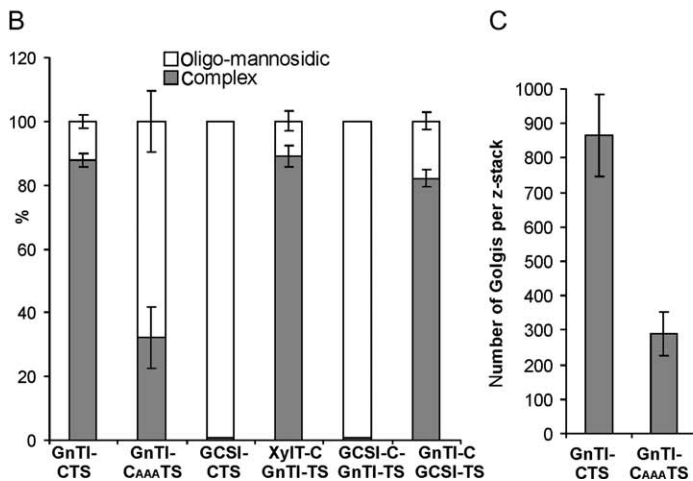 B
Oligo-mannosidic
Complex
120
100
80
60
40
20
0
%
GnTI-
CTS
GnTI-
CAAATS
GCSI-
CTS
XylT-C
GnTI-TS
GCSI-C-
GnTI-TS
GnTI-C
GCSI-TS
C
Number of Golgis per z-stack
1000
900
800
700
600
500
400
300
200
100
0
GnTI-
CTS
GnTI-
CAAATS